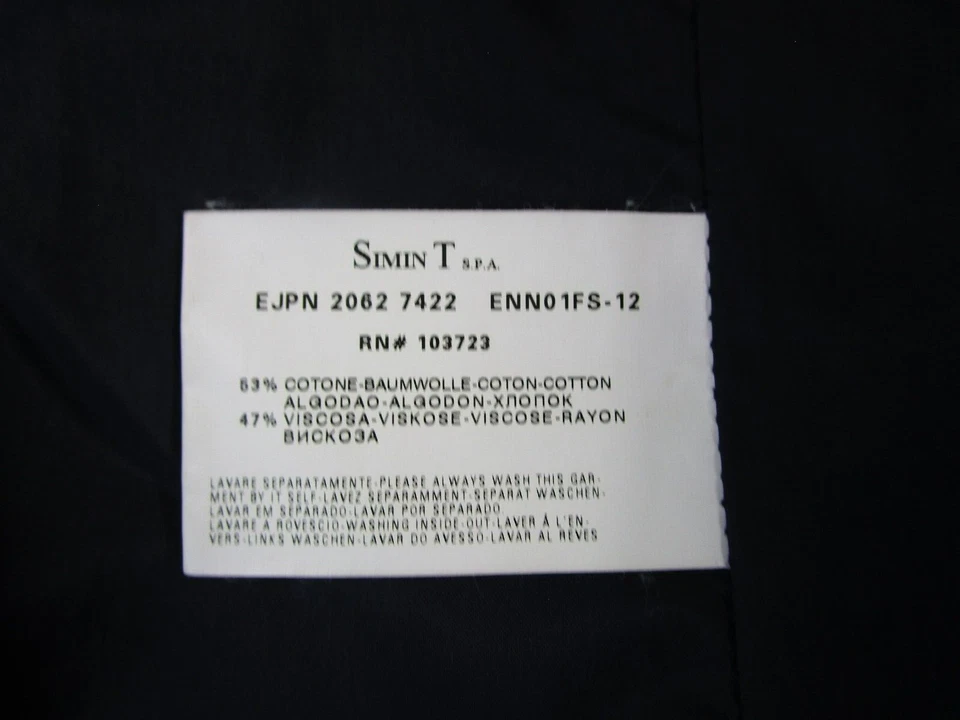 SIMIN T S.P.A.
EJPN 2062 7422 ENN01FS-12
RN# 103723
53% COTONE-BAUMWOLLE-COTON-COTTON
ALGODAO-ALGODON-ХЛОПОК
47% VISCOSA-VISKOSE-VISCOSE-RAYON
ВИСКОЗА
LAVARE SEPARATAMENTE-PLEASE ALWAYS WASH THIS GAR-
MENT BY IT SELF-LAVEZ SEPARAMMENT-SEPARAT WASCHEN-
LAVAR EM SEPARADO-LAVAR POR SEPARADO
LAVARE A ROVESCIO-WASHING INSIDE-OUT-LAVER À L'EN-
VERS-LINKS WASCHEN-LAVAR DO AVESSO-LAVAR AL REVES